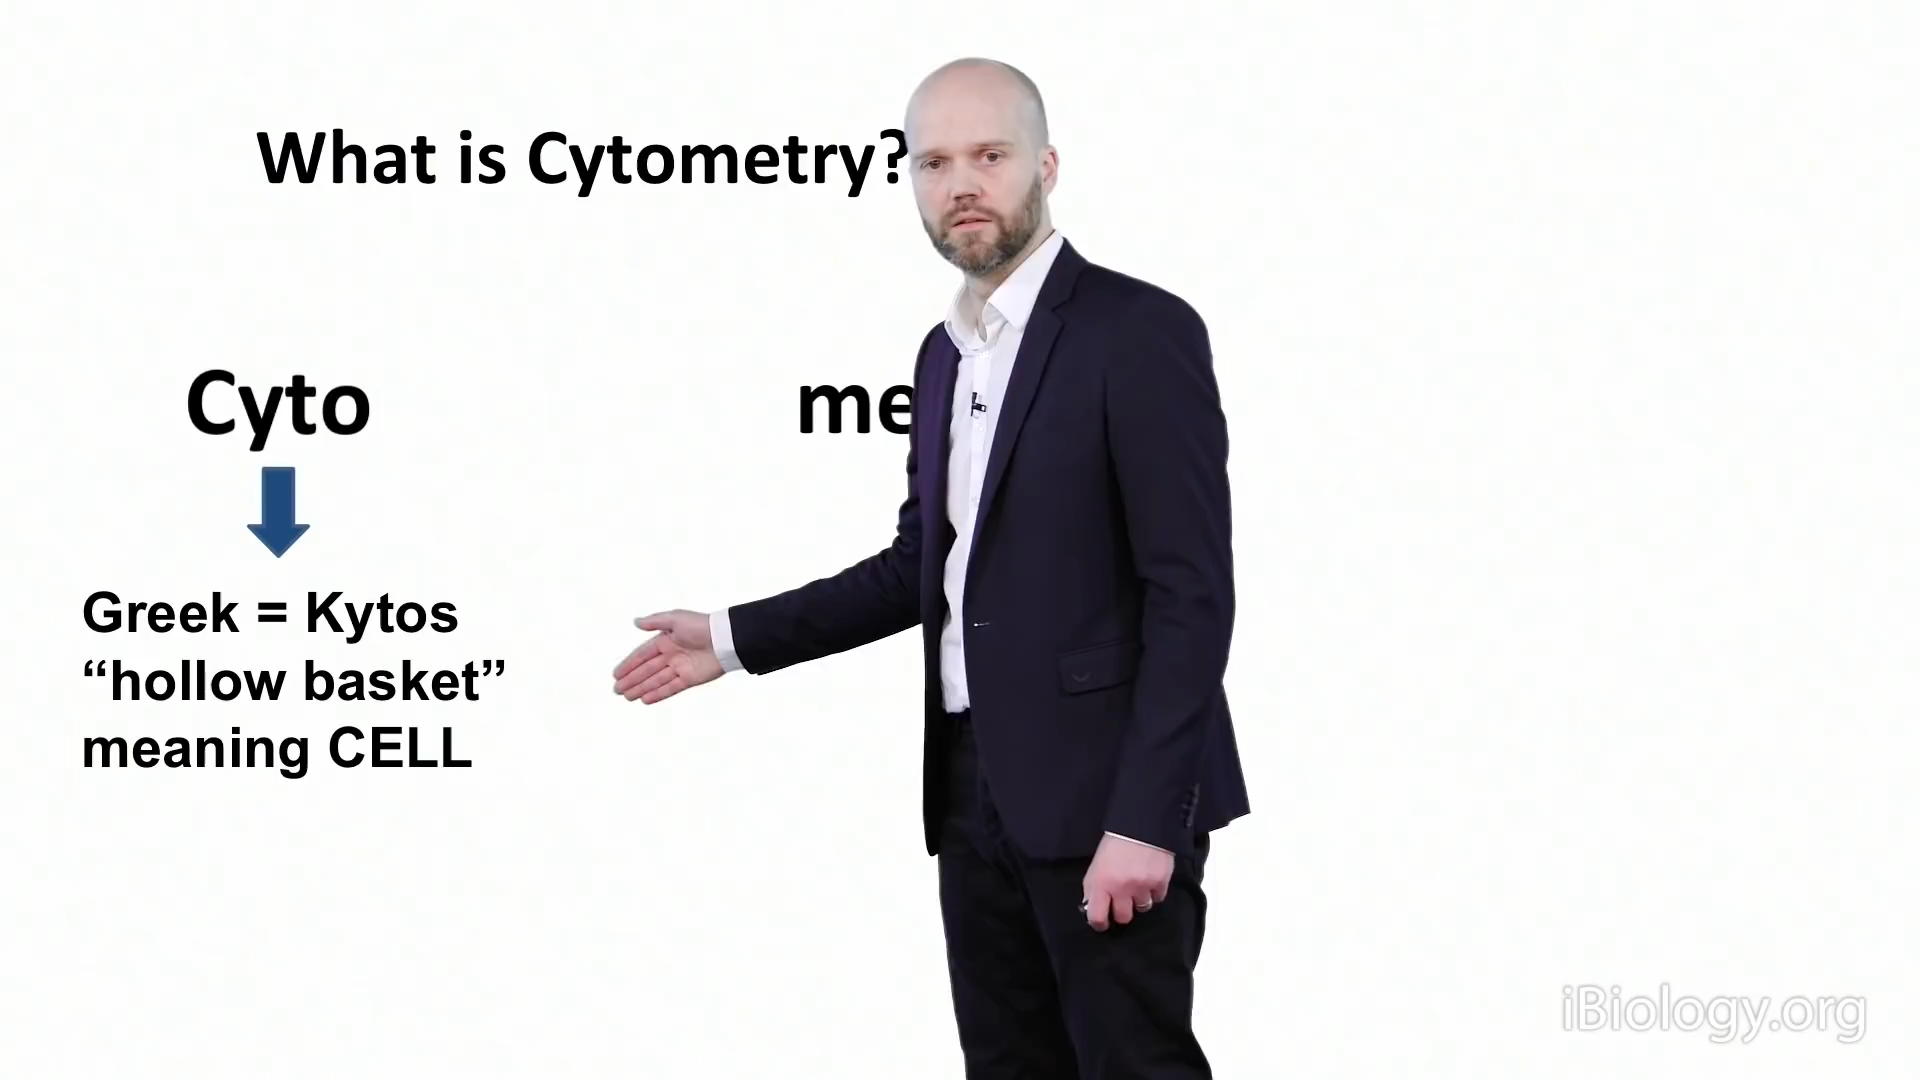 What is Cytometry?
Cyto
me
Greek = Kytos
“hollow basket”
meaning CELL
iBiology.org